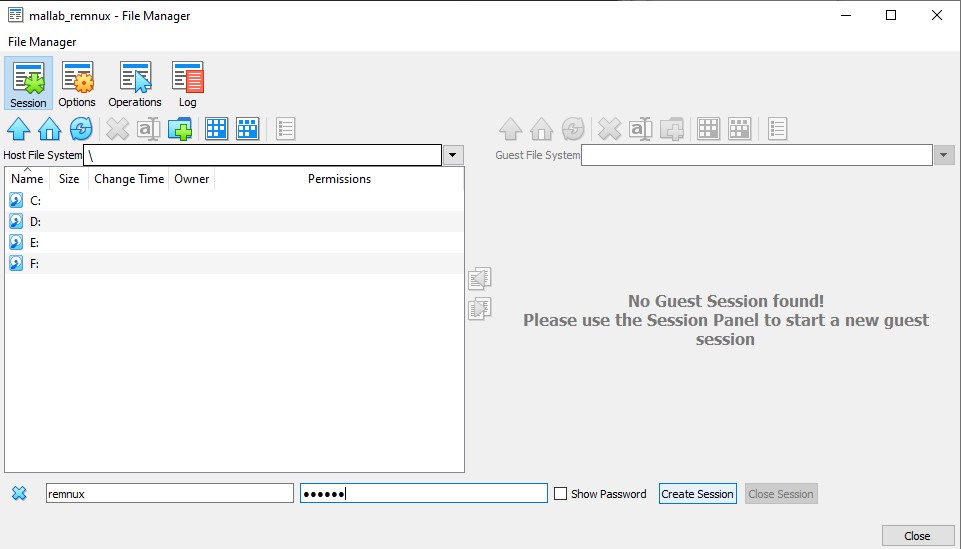 mallab_remnux - File Manager
File Manager
Session Options Operations Log
Host File System \
Guest File System
Name Size Change Time Owner Permissions
C:
D:
E:
F:
No Guest Session found!
Please use the Session Panel to start a new guest
session
remnux ●●●●●● Show Password Create Session Close Session
Close